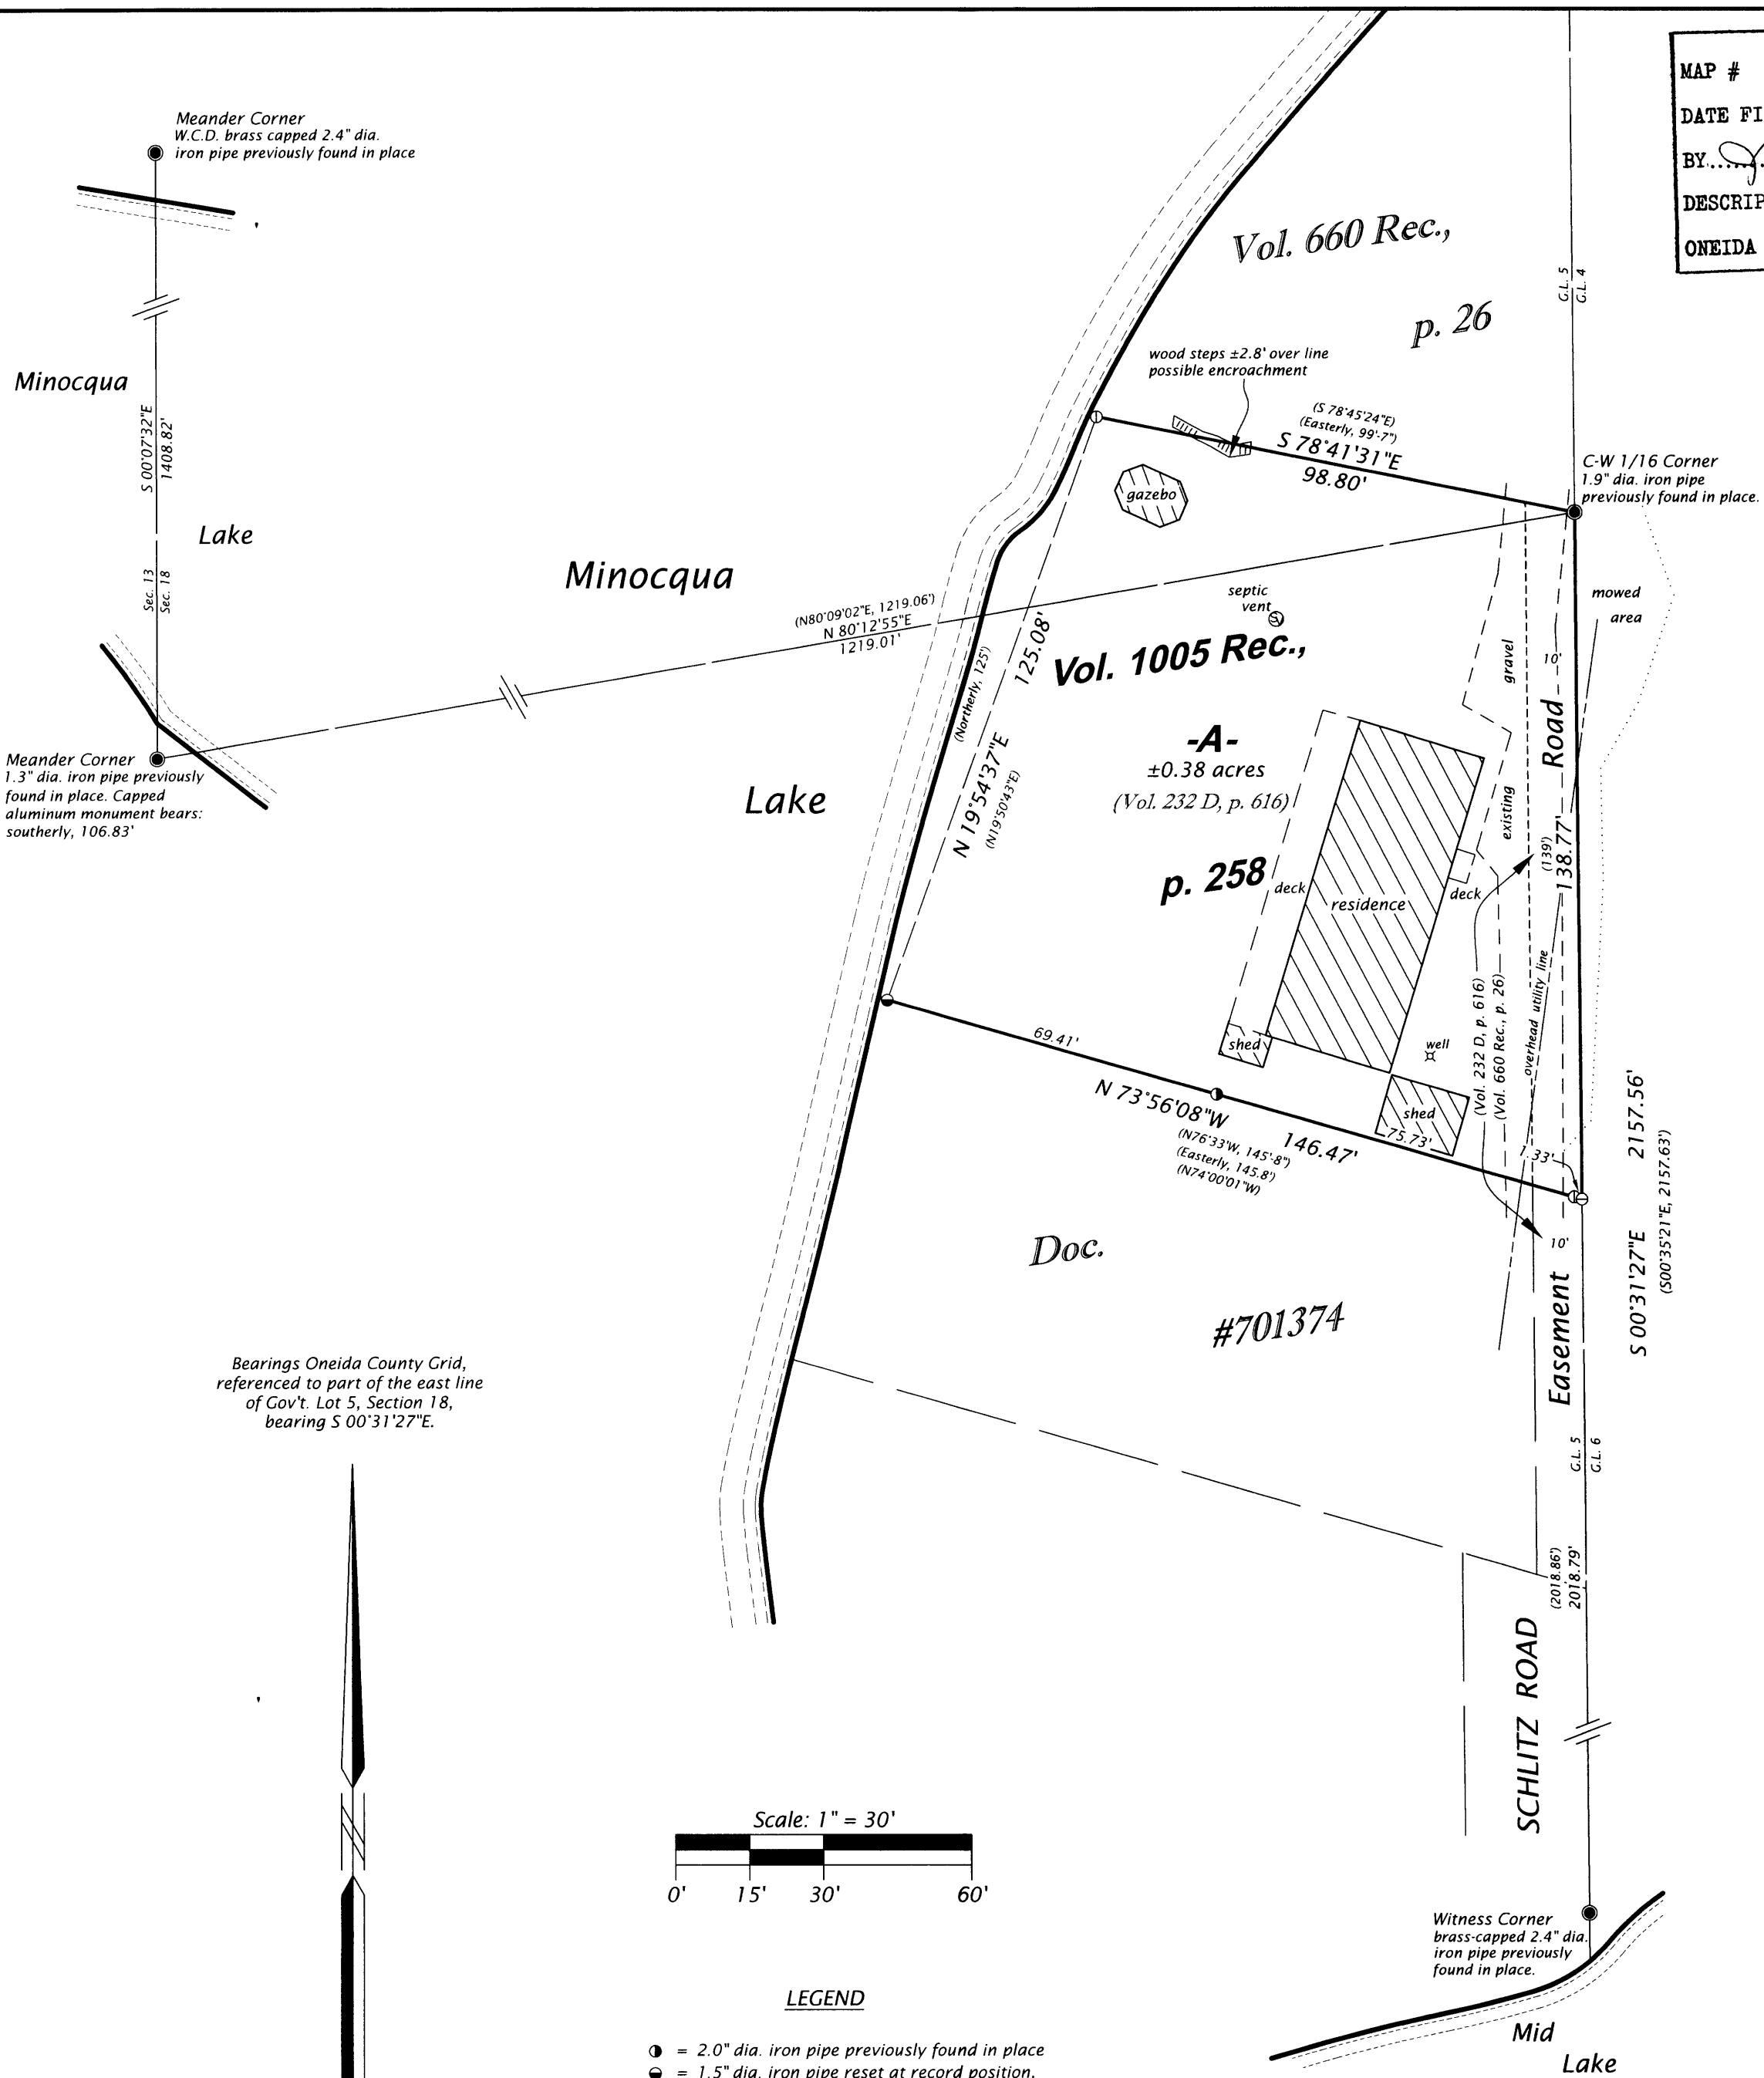 MAP #
DATE FI
BY
DESCRIP
ONEIDA
Meander Corner
W.C.D. brass capped 2.4" dia.
iron pipe previously found in place
Minocqua
Lake
S 00°07'32"E
1408.82'
Sec. 13
Sec. 18
Meander Corner
1.3" dia. iron pipe previously
found in place. Capped
aluminum monument bears:
southerly, 106.83'
Vol. 660 Rec.,
p. 26
G.L. 5
G.L. 4
wood steps ±2.8' over line
possible encroachment
(S 78°45'24"E)
(Easterly, 99'-7")
S 78°41'31"E
98.80'
C-W 1/16 Corner
1.9" dia. iron pipe
previously found in place.
gazebo
Minocqua
Lake
(N80°09'02"E, 1219.06')
N 80°12'55"E
1219.01'
septic
vent
mowed
area
(Northerly, 125')
125.08'
N 19°54'37"E
(N19°50'43"E)
Vol. 1005 Rec.,
-A-
±0.38 acres
(Vol. 232 D, p. 616)
p. 258
deck
residence
deck
existing
gravel
10'
Road
(139')
138.77'
(Vol. 232 D, p. 616)
(Vol. 660 Rec., p. 26)
overhead utility line
shed
well
shed
69.41'
N 73°56'08"W
146.47'
(N76°33'W, 145'-8")
(Easterly, 145.8')
(N74°00'01"W)
75.73'
1.33'
10'
Easement
S 00°31'27"E 2157.56'
(S00°35'21"E, 2157.63')
Doc.
#701374
G.L. 5
G.L. 6
(2018.86')
2018.79'
SCHLITZ ROAD
Bearings Oneida County Grid,
referenced to part of the east line
of Gov't. Lot 5, Section 18,
bearing S 00°31'27"E.
Scale: 1" = 30'
0' 15' 30' 60'
Witness Corner
brass-capped 2.4" dia.
iron pipe previously
found in place.
Mid
Lake
LEGEND
= 2.0" dia. iron pipe previously found in place
= 1.5" dia. iron pipe reset at record position.